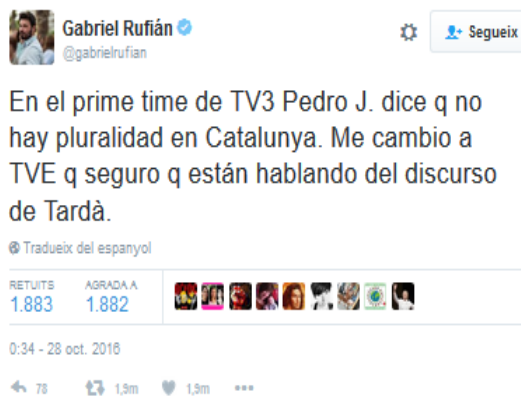 Gabriel Rufián
@gabrielrufian
Segueix
En el prime time de TV3 Pedro J. dice q no
hay pluralidad en Catalunya. Me cambio a
TVE q seguro q están hablando del discurso
de Tardà.
Tradueix del espanyol
RETUITS
1.883
AGRADA A
1.882
0:34 - 28 oct. 2016
78
1,9m
1,9m